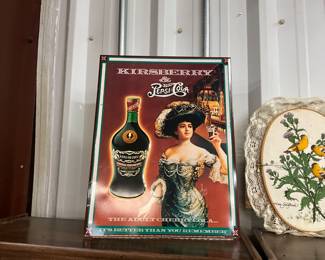 KIRSBERRY
&
PEPSI=COLA
THE ADULT CHERRY COLA...
IT'S BETTER THAN YOU REMEMBER